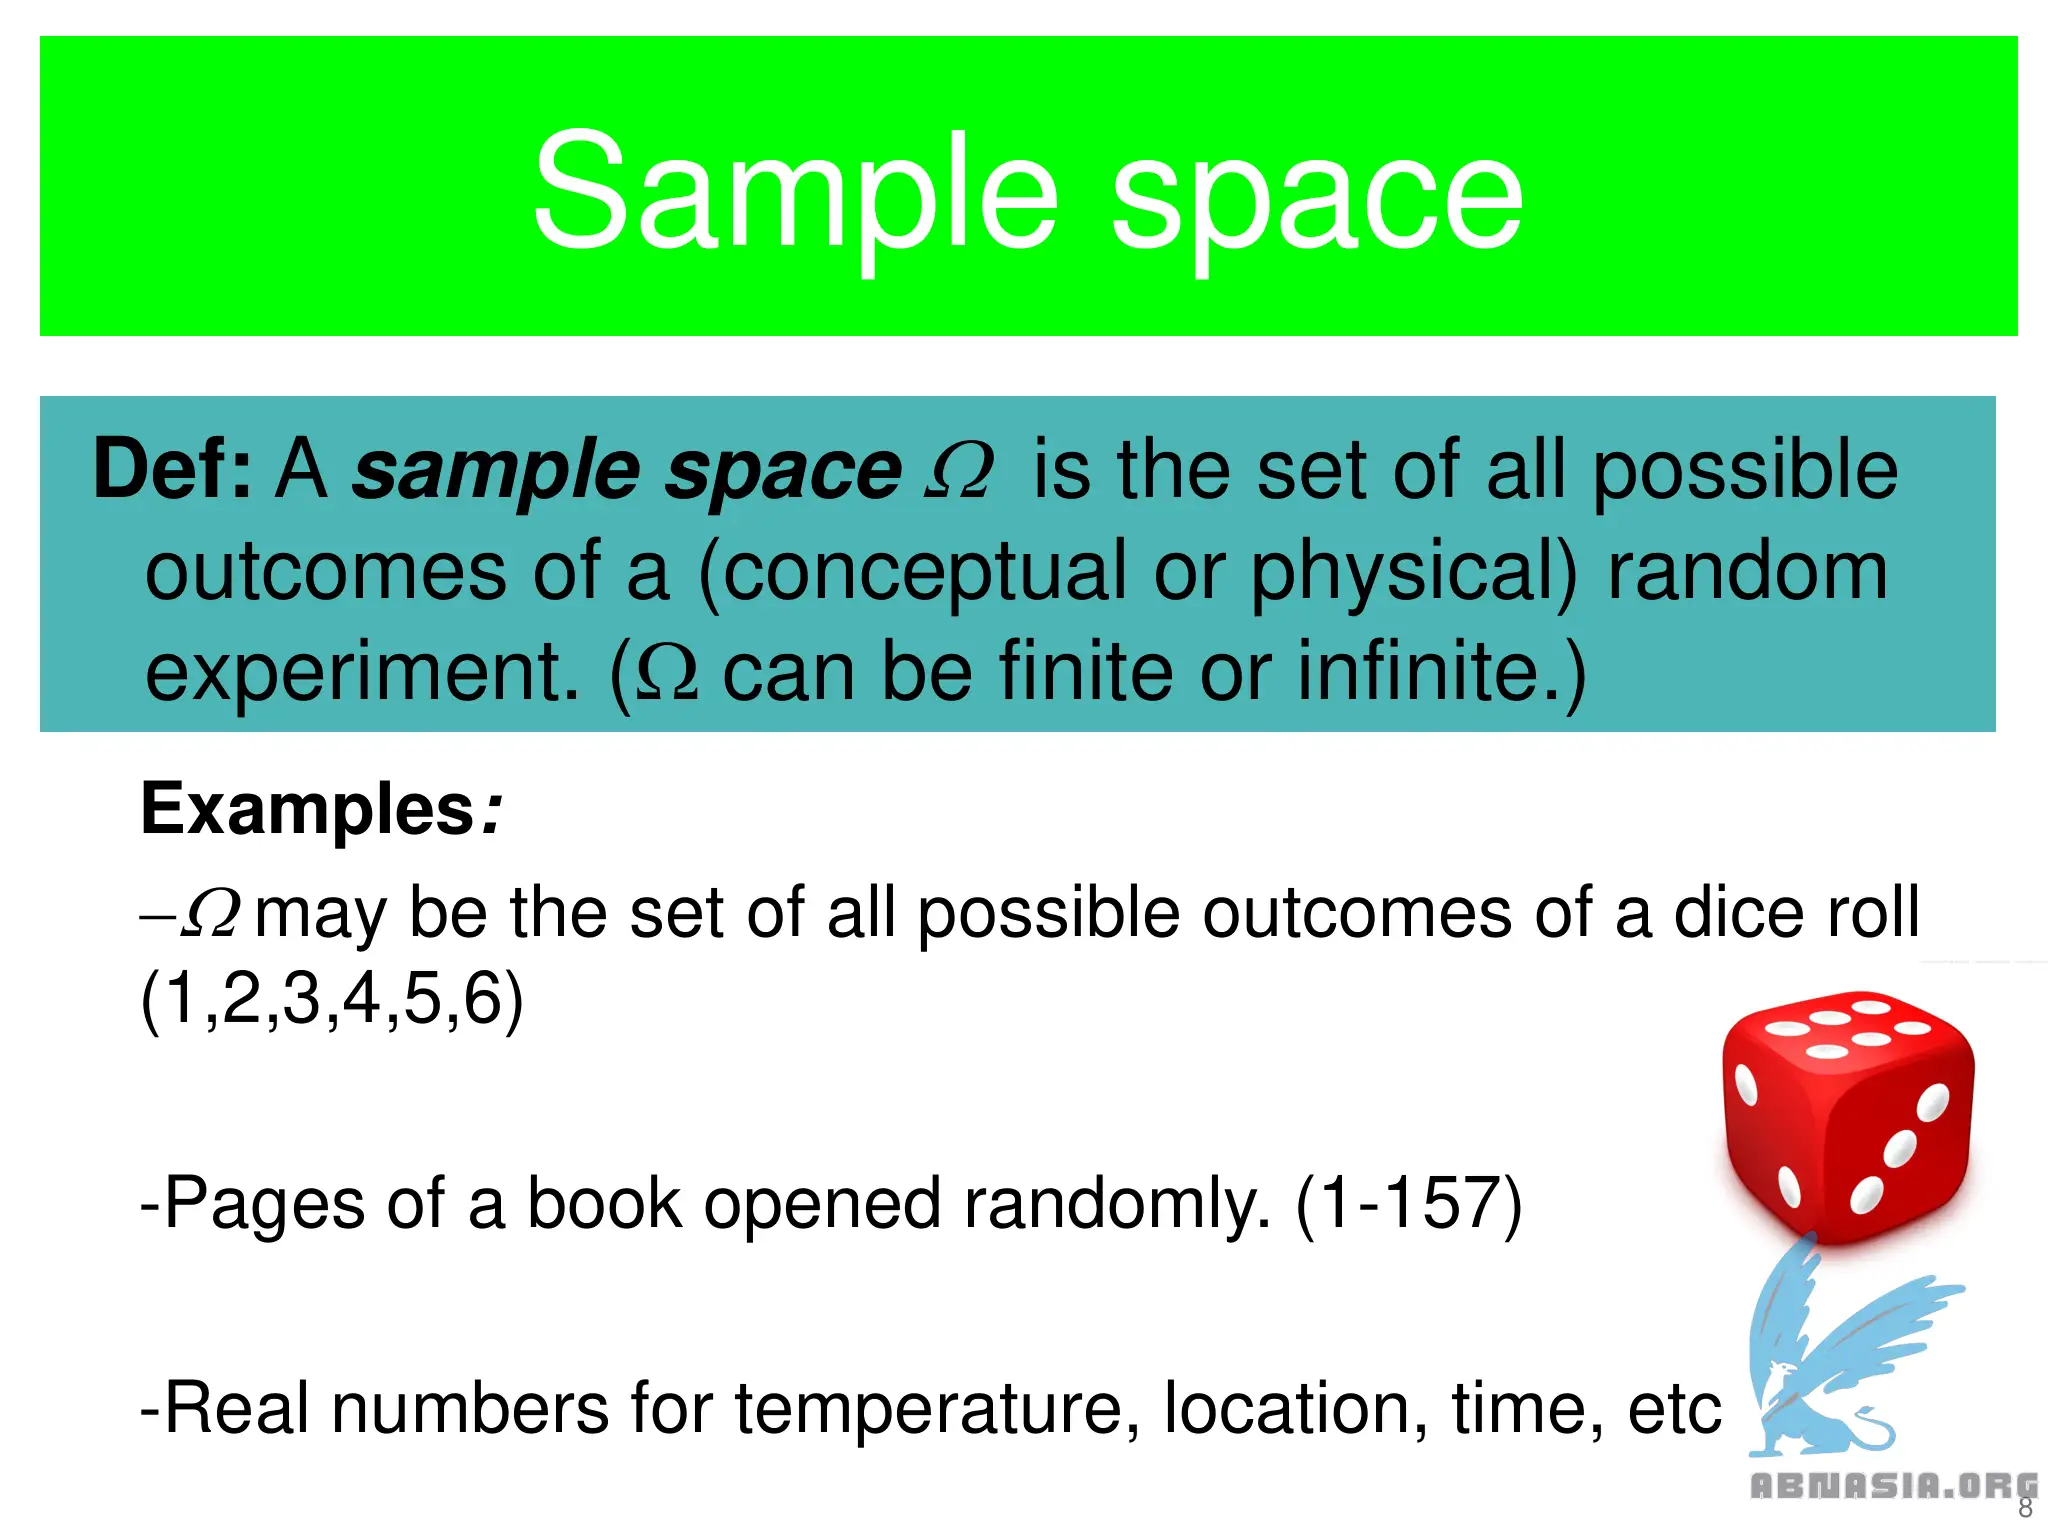 Sample space
Def: A sample space Ω is the set of all possible
outcomes of a (conceptual or physical) random
experiment. (Ω can be finite or infinite.)
Examples:
–Ω may be the set of all possible outcomes of a dice roll
(1,2,3,4,5,6)
-Pages of a book opened randomly. (1-157)
-Real numbers for temperature, location, time, etc
ABNASIA.ORG
8